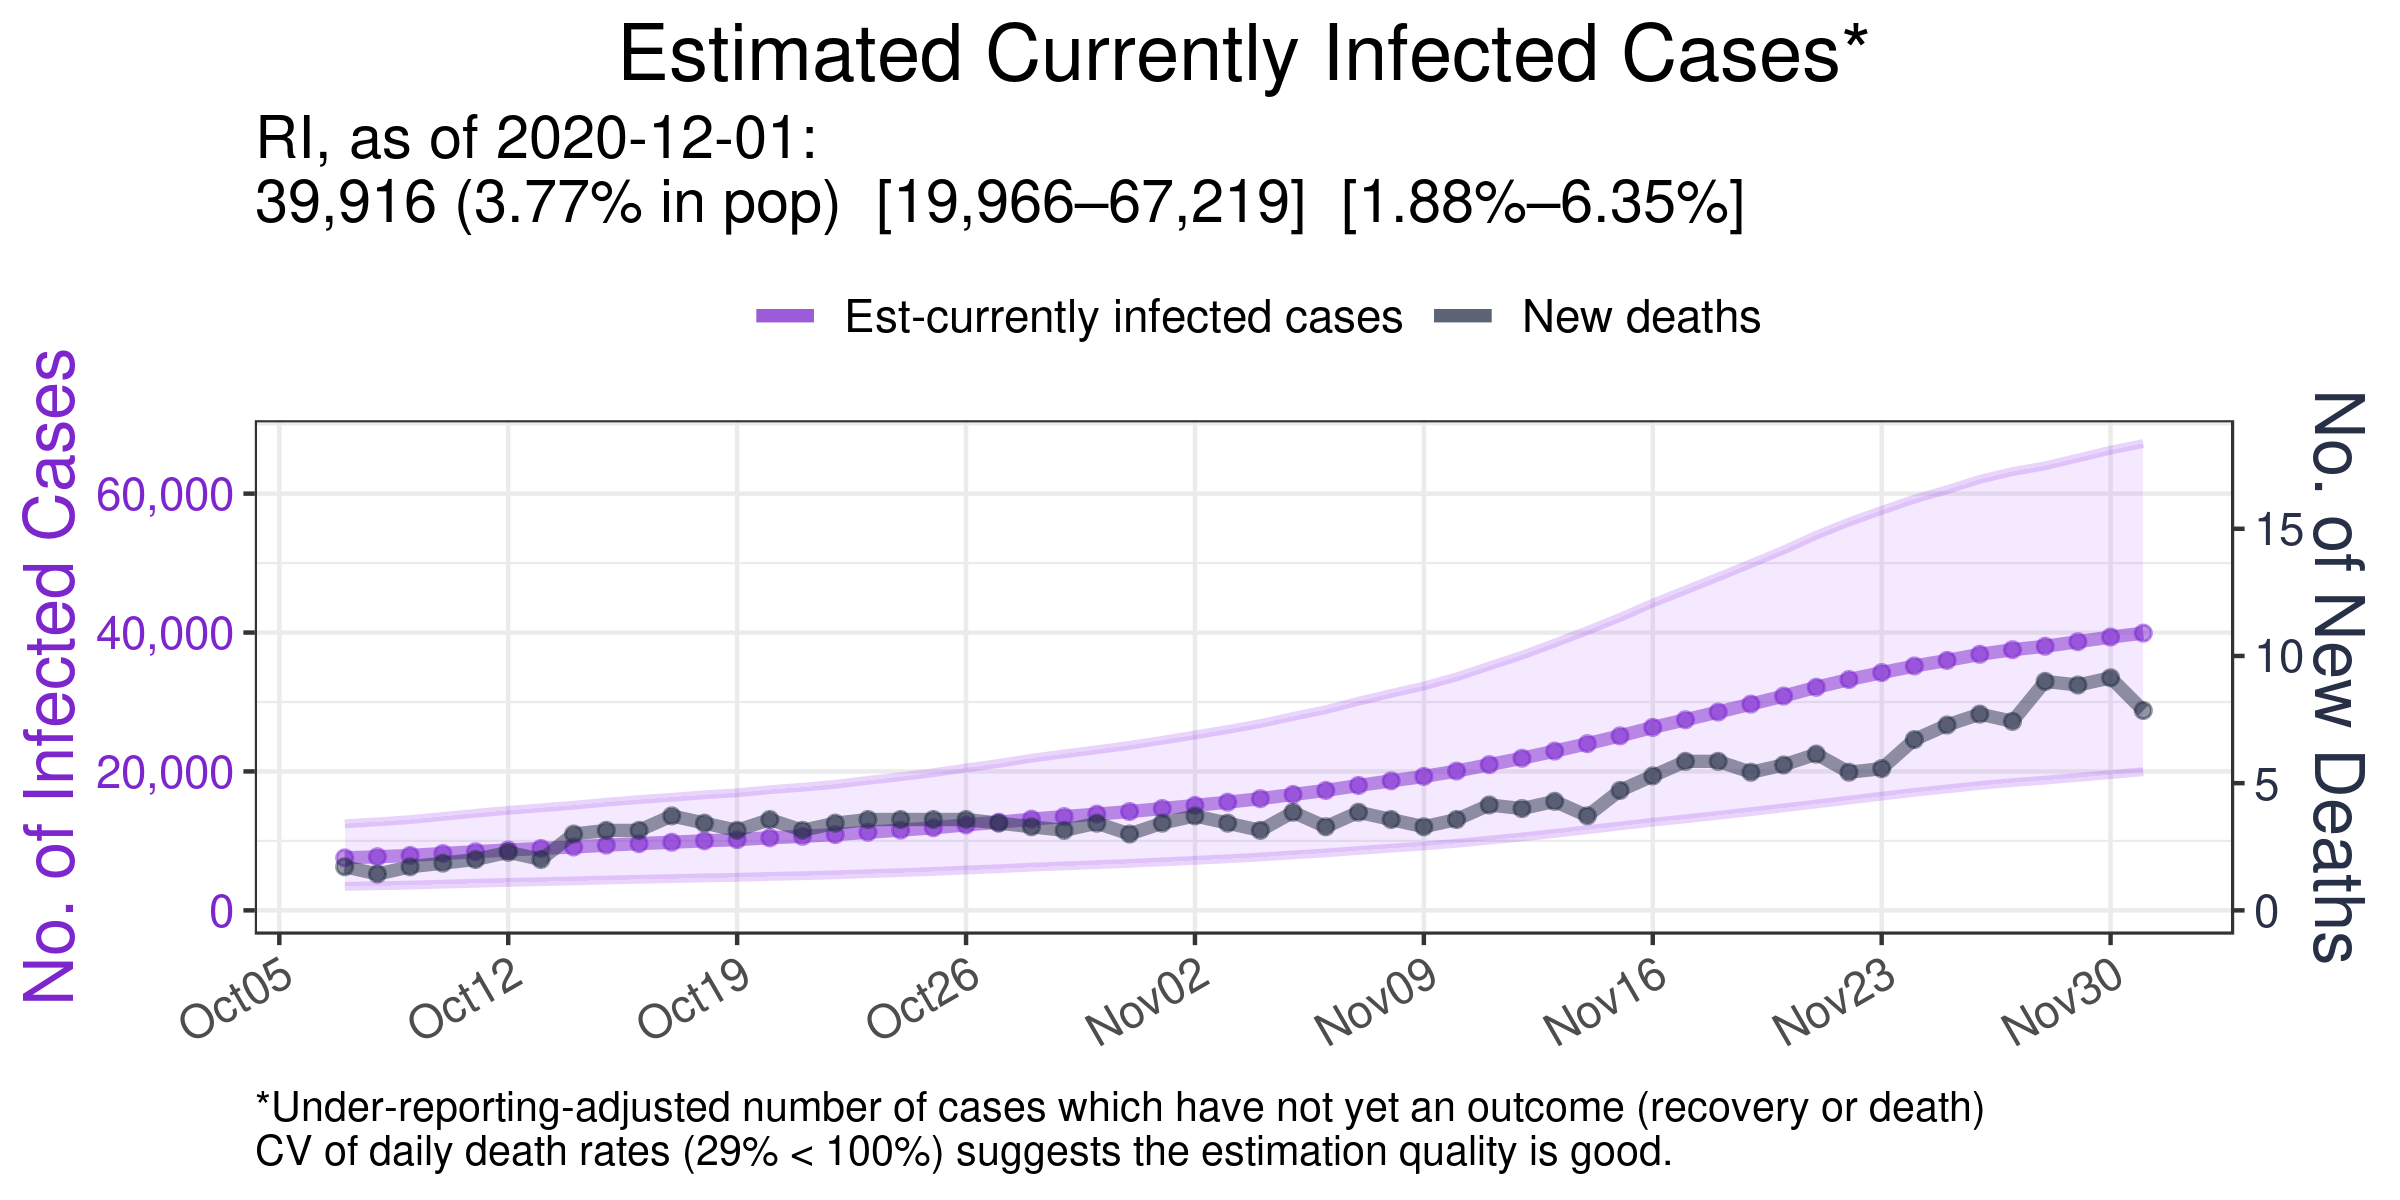 Estimated Currently Infected Cases*
RI, as of 2020-12-01:
39,916 (3.77% in pop)  [19,966–67,219]  [1.88%–6.35%]
Est-currently infected cases
New deaths
No. of Infected Cases
60,000
40,000
20,000
0
15
10
5
0
No. of New Deaths
Oct05
Oct12
Oct19
Oct26
Nov02
Nov09
Nov16
Nov23
Nov30
*Under-reporting-adjusted number of cases which have not yet an outcome (recovery or death)
CV of daily death rates (29% < 100%) suggests the estimation quality is good.